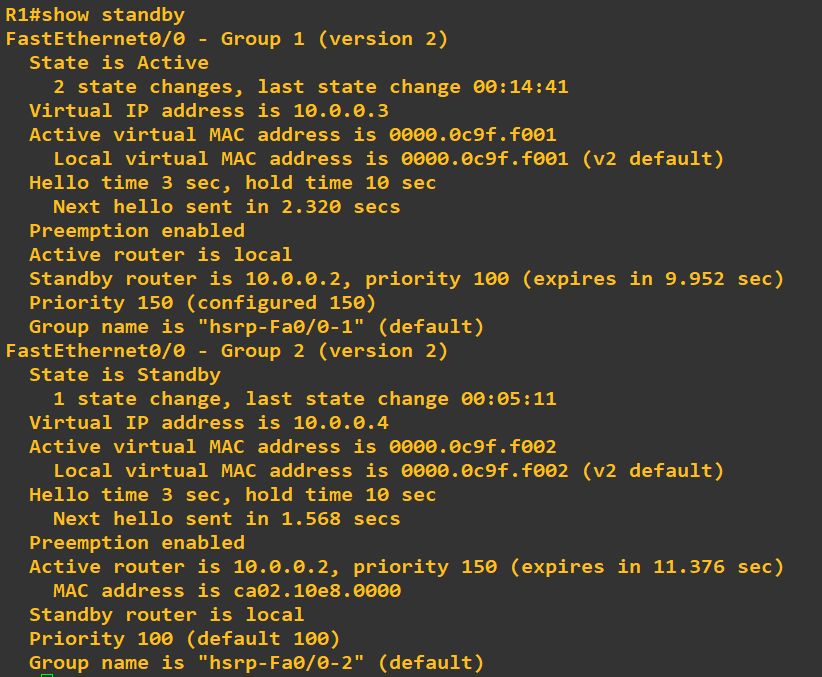 R1#show standby
FastEthernet0/0 - Group 1 (version 2)
State is Active
2 state changes, last state change 00:14:41
Virtual IP address is 10.0.0.3
Active virtual MAC address is 0000.0c9f.f001
Local virtual MAC address is 0000.0c9f.f001 (v2 default)
Hello time 3 sec, hold time 10 sec
Next hello sent in 2.320 secs
Preemption enabled
Active router is local
Standby router is 10.0.0.2, priority 100 (expires in 9.952 sec)
Priority 150 (configured 150)
Group name is "hsrp-Fa0/0-1" (default)
FastEthernet0/0 - Group 2 (version 2)
State is Standby
1 state change, last state change 00:05:11
Virtual IP address is 10.0.0.4
Active virtual MAC address is 0000.0c9f.f002
Local virtual MAC address is 0000.0c9f.f002 (v2 default)
Hello time 3 sec, hold time 10 sec
Next hello sent in 1.568 secs
Preemption enabled
Active router is 10.0.0.2, priority 150 (expires in 11.376 sec)
MAC address is ca02.10e8.0000
Standby router is local
Priority 100 (default 100)
Group name is "hsrp-Fa0/0-2" (default)